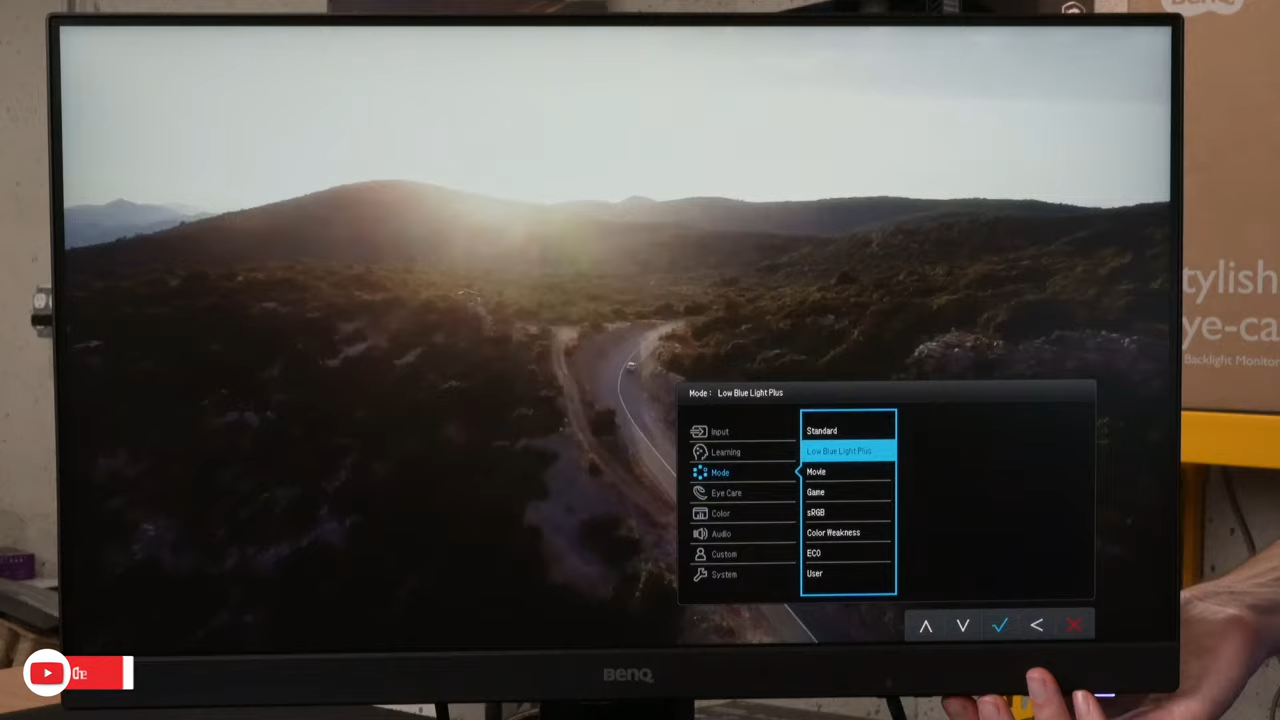 BenQ
tylish
ye-ca
Backlight Monitor
Mode : Low Blue Light Plus
Input
Learning
Mode
Eye Care
Color
Audio
Custom
System
Standard
Low Blue Light Plus
Movie
Game
sRGB
Color Weakness
ECO
User
BenQ